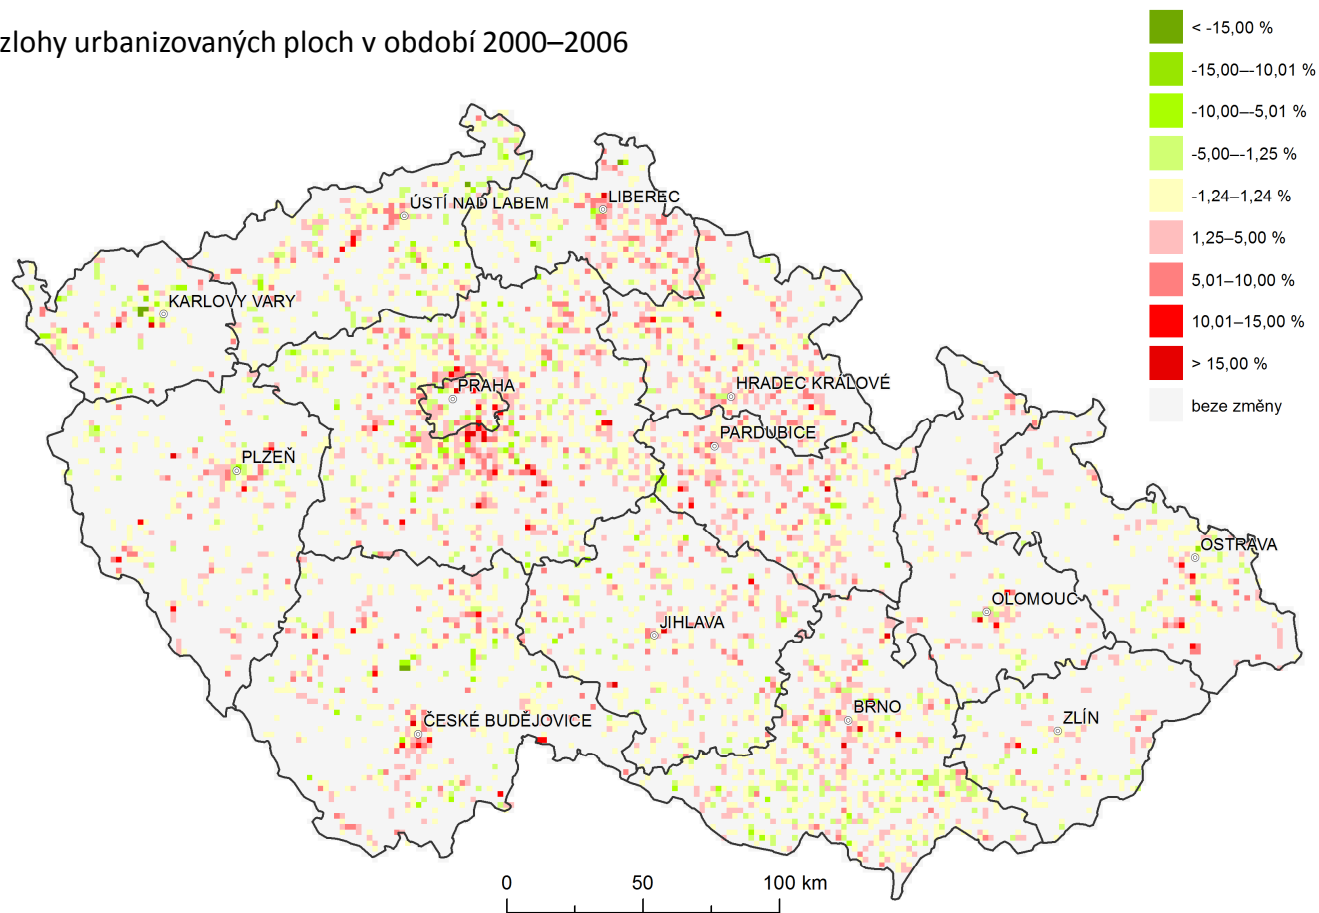 zlohy urbanizovaných ploch v období 2000–2006
< -15,00 %
-15,00–-10,01 %
-10,00–-5,01 %
-5,00–-1,25 %
-1,24–1,24 %
1,25–5,00 %
5,01–10,00 %
10,01–15,00 %
> 15,00 %
beze změny
ÚSTÍ NAD LABEM
LIBEREC
KARLOVY VARY
PRAHA
HRADEC KRÁLOVÉ
PARDUBICE
PLZEŇ
OSTRAVA
OLOMOUC
JIHLAVA
BRNO
ZLÍN
ČESKÉ BUDĚJOVICE
0 50 100 km